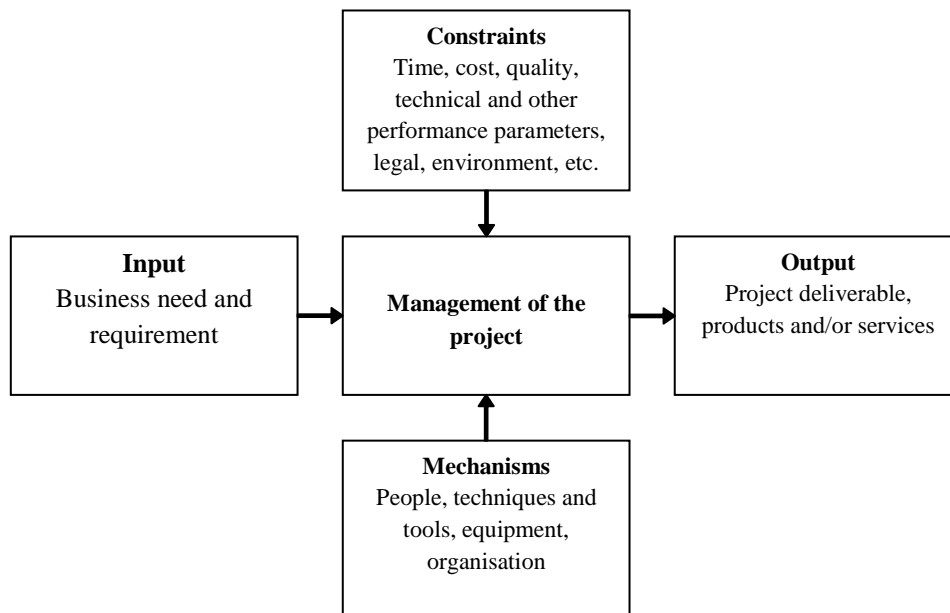 Constraints
Time, cost, quality,
technical and other
performance parameters,
legal, environment, etc.
Input
Business need and
requirement
Management of the
project
Output
Project deliverable,
products and/or services
Mechanisms
People, techniques and
tools, equipment,
organisation